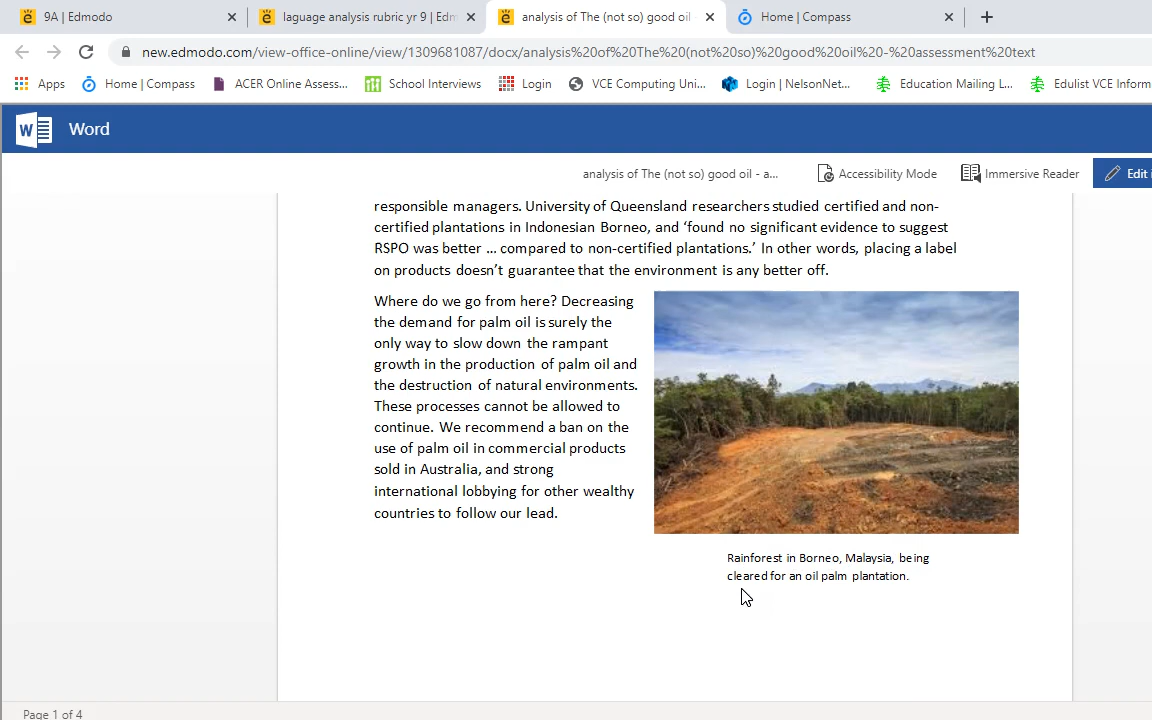 9A | Edmodo
laguage analysis rubric yr 9 | Edm
analysis of The (not so) good oil
Home | Compass
new.edmodo.com/view-office-online/view/1309681087/docx/analysis%20of%20The%20(not%20so)%20good%20oil%20-%20assessment%20text
Apps
Home | Compass
ACER Online Assess...
School Interviews
Login
VCE Computing Uni...
Login | NelsonNet...
Education Mailing L...
Edulist VCE Inform
W Word
analysis of The (not so) good oil - a...
Accessibility Mode
Immersive Reader
Edit i
responsible managers. University of Queensland researchers studied certified and non-
certified plantations in Indonesian Borneo, and ‘found no significant evidence to suggest
RSPO was better ... compared to non-certified plantations.’ In other words, placing a label
on products doesn’t guarantee that the environment is any better off.
Where do we go from here? Decreasing
the demand for palm oil is surely the
only way to slow down the rampant
growth in the production of palm oil and
the destruction of natural environments.
These processes cannot be allowed to
continue. We recommend a ban on the
use of palm oil in commercial products
sold in Australia, and strong
international lobbying for other wealthy
countries to follow our lead.
Rainforest in Borneo, Malaysia, being
cleared for an oil palm plantation.
Page 1 of 4